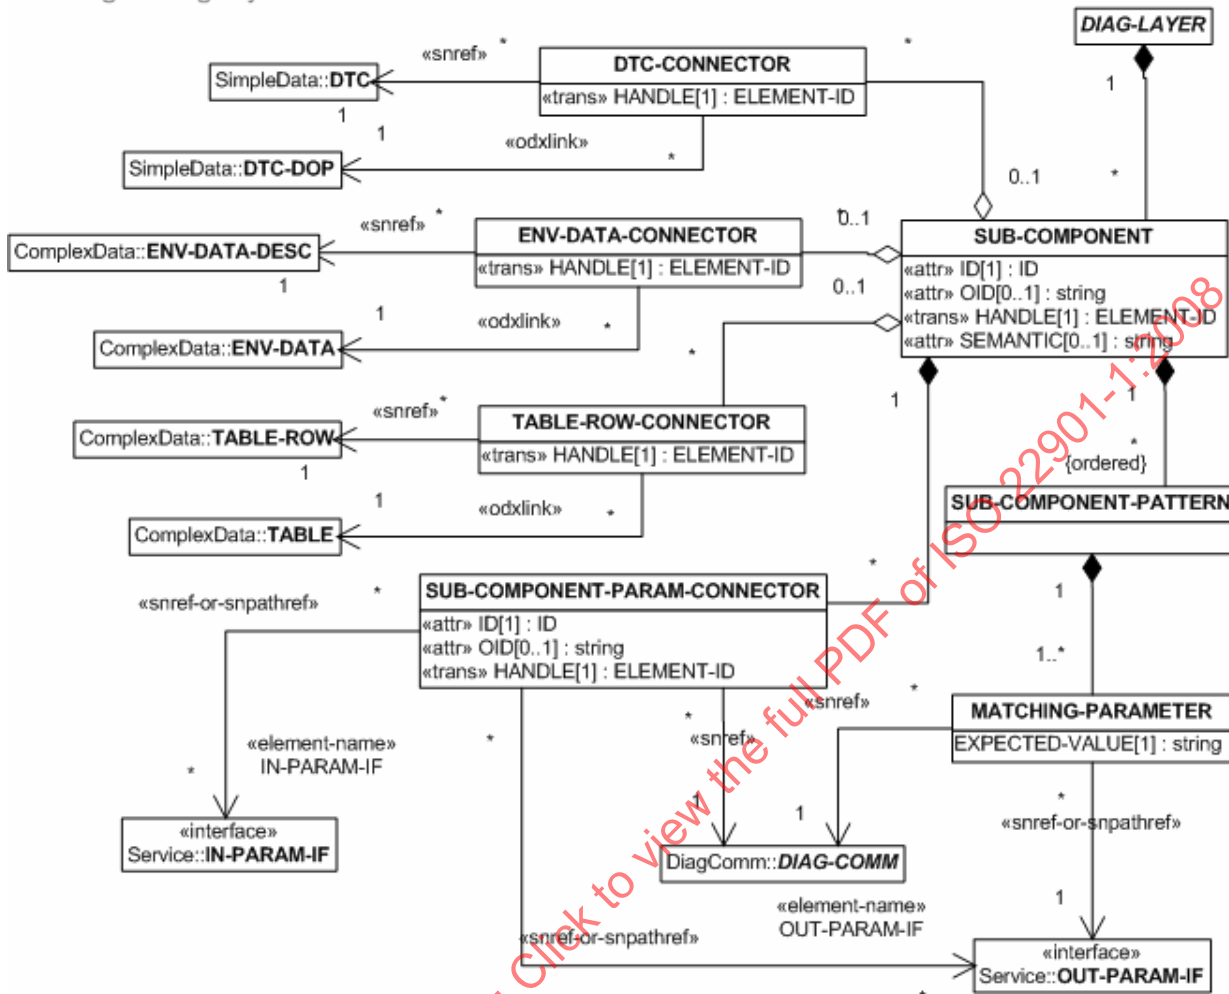 DIAG-LAYER
«snref»
*
*
DTC-CONNECTOR
«trans» HANDLE[1] : ELEMENT-ID
SimpleData::DTC
1
1
1
«odxlink»
*
SimpleData::DTC-DOP
0..1
*
«snref»
*
*
0..1
ENV-DATA-CONNECTOR
«trans» HANDLE[1] : ELEMENT-ID
SUB-COMPONENT
«attr» ID[1] : ID
«attr» OID[0..1] : string
«trans» HANDLE[1] : ELEMENT-ID
«attr» SEMANTIC[0..1] : string
ComplexData::ENV-DATA-DESC
1
0..1
1
«odxlink»
*
ComplexData::ENV-DATA
*
«snref»
*
TABLE-ROW-CONNECTOR
«trans» HANDLE[1] : ELEMENT-ID
1
1
ComplexData::TABLE-ROW
1
*
{ordered}
1
«odxlink»
*
SUB-COMPONENT-PATTERN
ComplexData::TABLE
*
«snref-or-snpathref»
*
SUB-COMPONENT-PARAM-CONNECTOR
«attr» ID[1] : ID
«attr» OID[0..1] : string
«trans» HANDLE[1] : ELEMENT-ID
1
1..*
«snref»
*
MATCHING-PARAMETER
EXPECTED-VALUE[1] : string
*
«snref»
*
«element-name»
IN-PARAM-IF
*
1
1
*
«snref-or-snpathref»
«interface»
Service::IN-PARAM-IF
DiagComm::DIAG-COMM
«element-name»
OUT-PARAM-IF
1
«snref-or-snpathref»
«interface»
Service::OUT-PARAM-IF
*
Click to view the full PDF of ISO 22901-1:2008